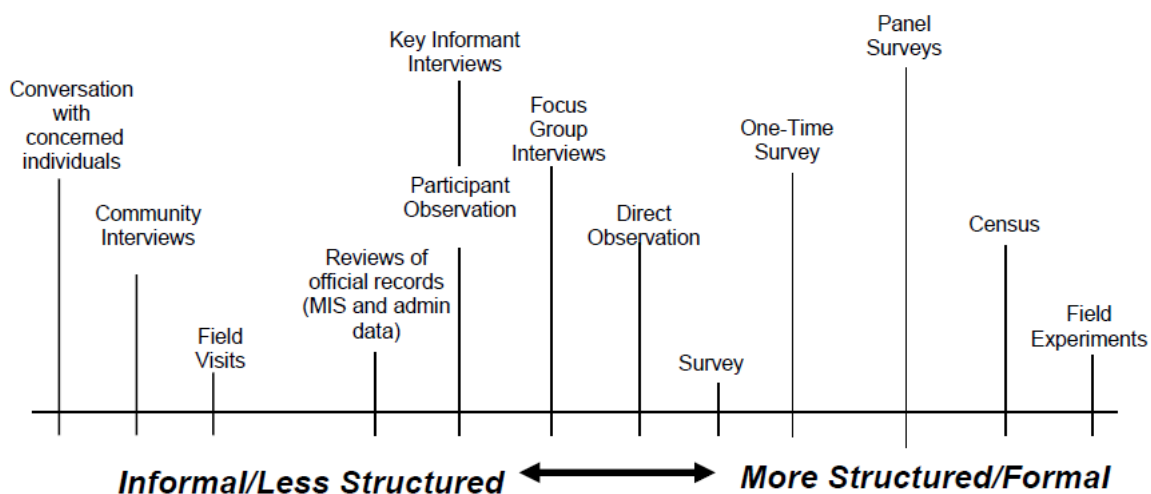 Conversation
with
concerned
individuals
Community
Interviews
Field
Visits
Reviews of
official records
(MIS and admin
data)
Key Informant
Interviews
Participant
Observation
Focus
Group
Interviews
Direct
Observation
Survey
One-Time
Survey
Panel
Surveys
Census
Field
Experiments
Informal/Less Structured
More Structured/Formal